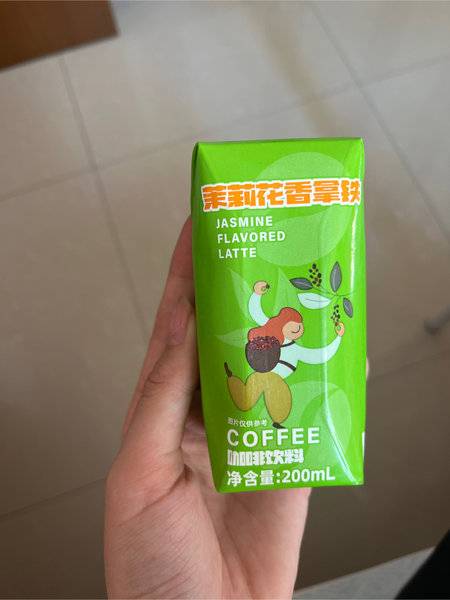 茉莉花香拿铁
JASMINE
FLAVORED
LATTE
图片仅供参考
COFFEE
咖啡饮料
净含量:200mL